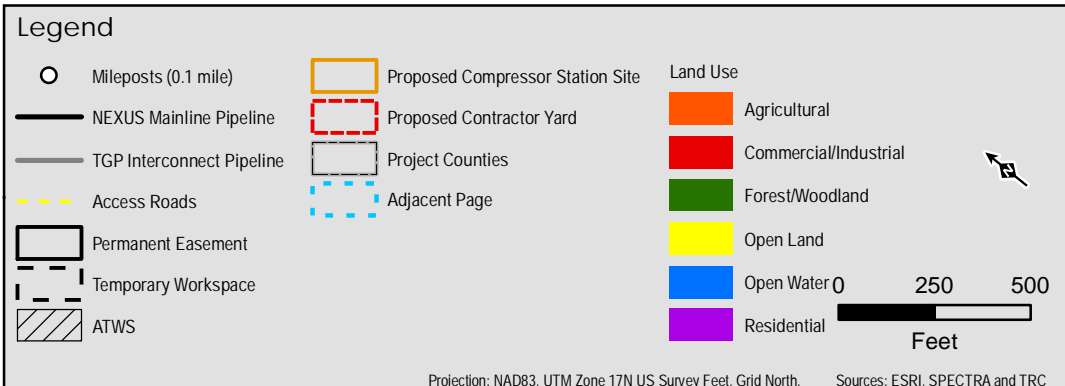 Legend
Mileposts (0.1 mile)
NEXUS Mainline Pipeline
TGP Interconnect Pipeline
Access Roads
Permanent Easement
Temporary Workspace
ATWS
Proposed Compressor Station Site
Proposed Contractor Yard
Project Counties
Adjacent Page
Land Use
Agricultural
Commercial/Industrial
Forest/Woodland
Open Land
Open Water
Residential
N
0 250 500
Feet
Projection: NAD83, UTM Zone 17N US Survey Feet, Grid North. Sources: ESRI, SPECTRA and TRC